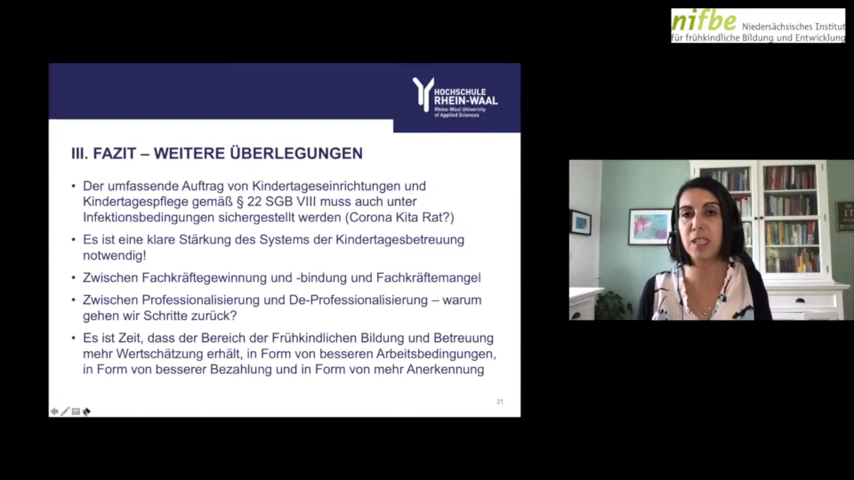 nifbe Niedersächsisches Institut
für frühkindliche Bildung und Entwicklung
HOCHSCHULE
RHEIN-WAAL
Rhine-Waal University
of Applied Sciences
III. FAZIT – WEITERE ÜBERLEGUNGEN
• Der umfassende Auftrag von Kindertageseinrichtungen und
Kindertagespflege gemäß § 22 SGB VIII muss auch unter
Infektionsbedingungen sichergestellt werden (Corona Kita Rat?)
• Es ist eine klare Stärkung des Systems der Kindertagesbetreuung
notwendig!
• Zwischen Fachkräftegewinnung und -bindung und Fachkräftemangel
• Zwischen Professionalisierung und De-Professionalisierung – warum
gehen wir Schritte zurück?
• Es ist Zeit, dass der Bereich der Frühkindlichen Bildung und Betreuung
mehr Wertschätzung erhält, in Form von besseren Arbeitsbedingungen,
in Form von besserer Bezahlung und in Form von mehr Anerkennung
21